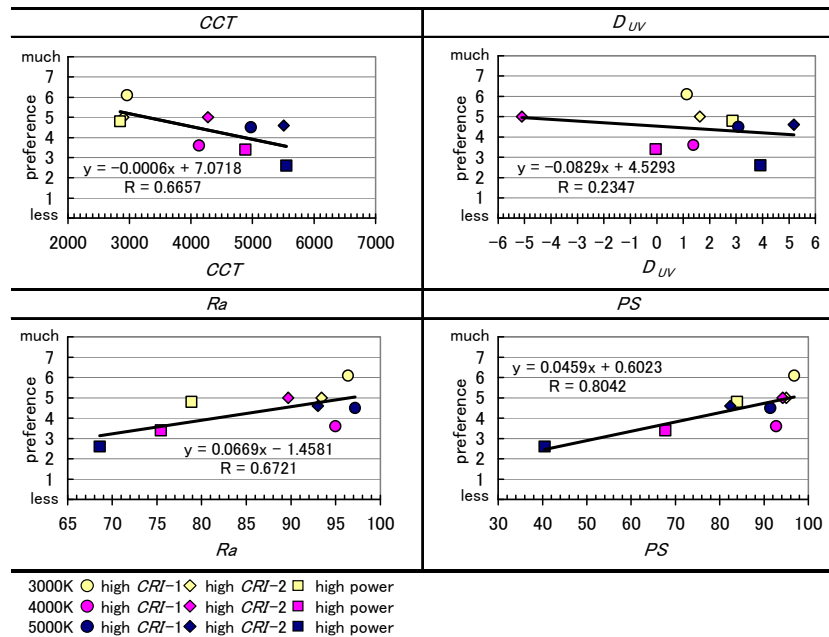 CCT
D UV
much
7
6
5
4
3
2
1
less
preference
y = −0.0006x + 7.0718
R = 0.6657
2000 3000 4000 5000 6000 7000
CCT
much
7
6
5
4
3
2
1
less
preference
y = −0.0829x + 4.5293
R = 0.2347
−6 −5 −4 −3 −2 −1 0 1 2 3 4 5 6
D UV
Ra
PS
much
7
6
5
4
3
2
1
less
preference
y = 0.0669x − 1.4581
R = 0.6721
65 70 75 80 85 90 95 100
Ra
much
7
6
5
4
3
2
1
less
preference
y = 0.0459x + 0.6023
R = 0.8042
30 40 50 60 70 80 90 100
PS
3000K high CRI-1 high CRI-2 high power
4000K high CRI-1 high CRI-2 high power
5000K high CRI-1 high CRI-2 high power